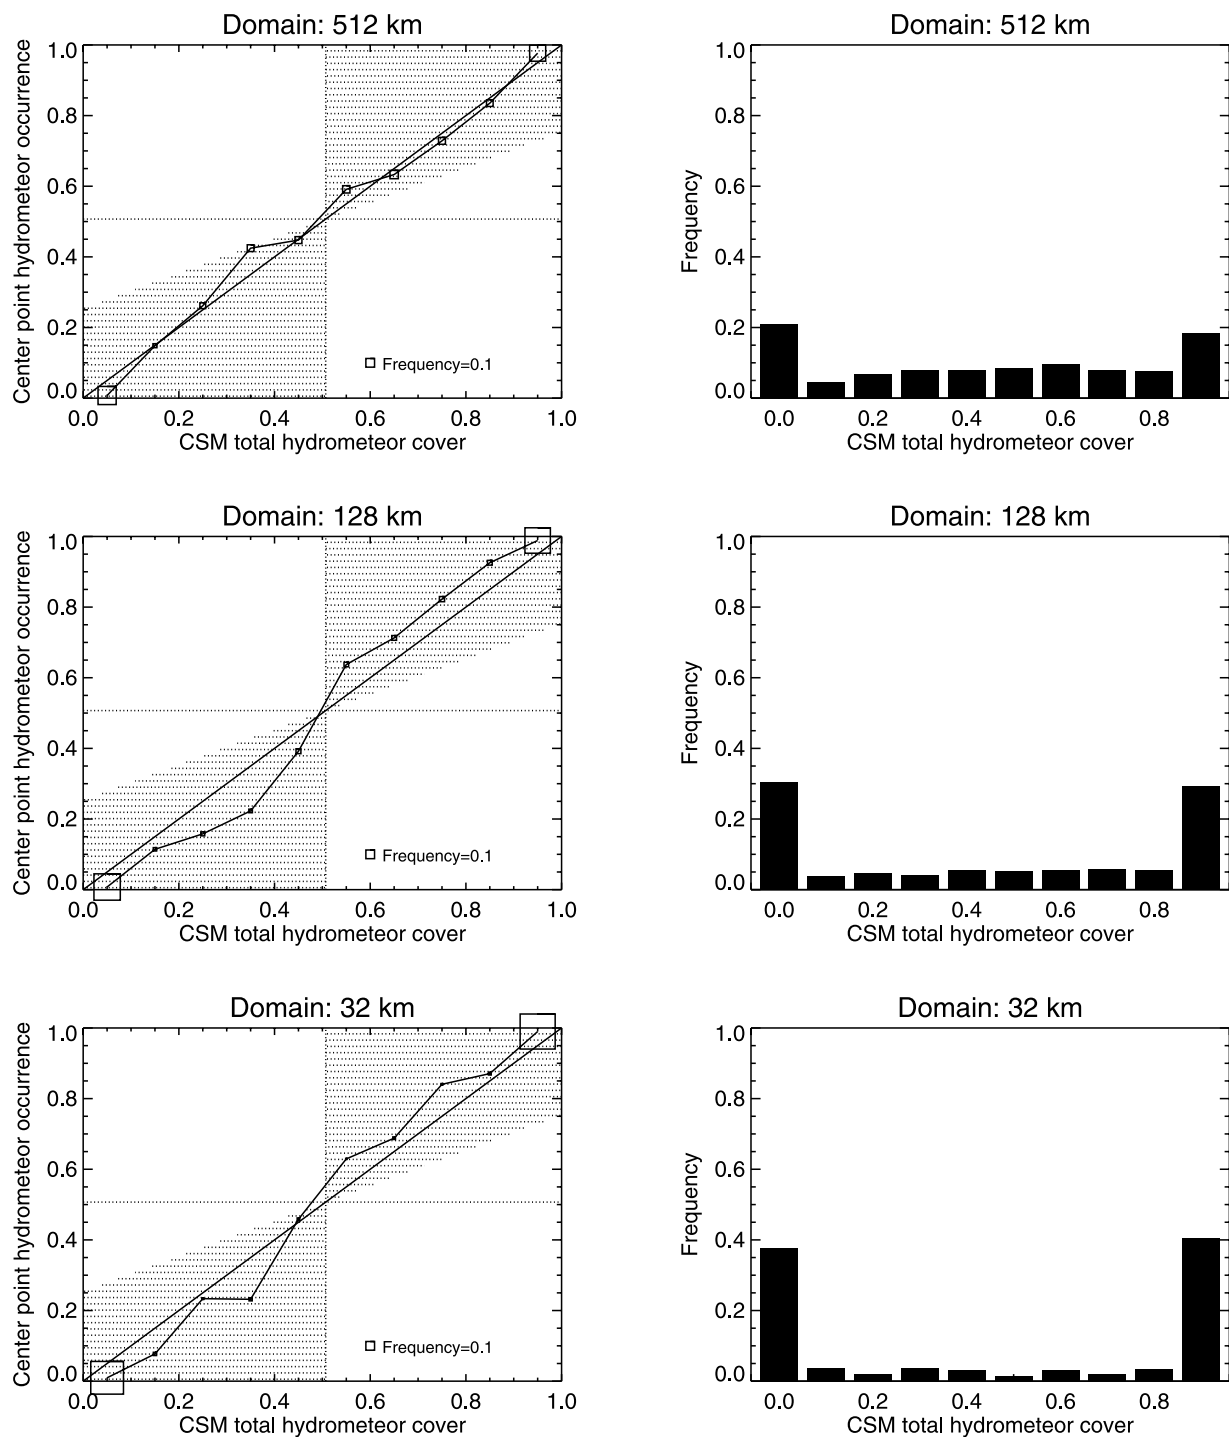 Domain: 512 km
Center point hydrometeor occurrence
1.0
0.8
0.6
0.4
0.2
0.0
Frequency=0.1
0.0 0.2 0.4 0.6 0.8 1.0
CSM total hydrometeor cover
Domain: 512 km
Frequency
1.0
0.8
0.6
0.4
0.2
0.0
0.0 0.2 0.4 0.6 0.8
CSM total hydrometeor cover
Domain: 128 km
Center point hydrometeor occurrence
1.0
0.8
0.6
0.4
0.2
0.0
Frequency=0.1
0.0 0.2 0.4 0.6 0.8 1.0
CSM total hydrometeor cover
Domain: 128 km
Frequency
1.0
0.8
0.6
0.4
0.2
0.0
0.0 0.2 0.4 0.6 0.8
CSM total hydrometeor cover
Domain: 32 km
Center point hydrometeor occurrence
1.0
0.8
0.6
0.4
0.2
0.0
Frequency=0.1
0.0 0.2 0.4 0.6 0.8 1.0
CSM total hydrometeor cover
Domain: 32 km
Frequency
1.0
0.8
0.6
0.4
0.2
0.0
0.0 0.2 0.4 0.6 0.8
CSM total hydrometeor cover